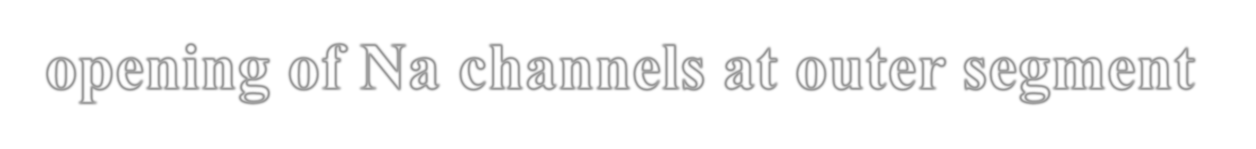 opening of Na channels at outer segment